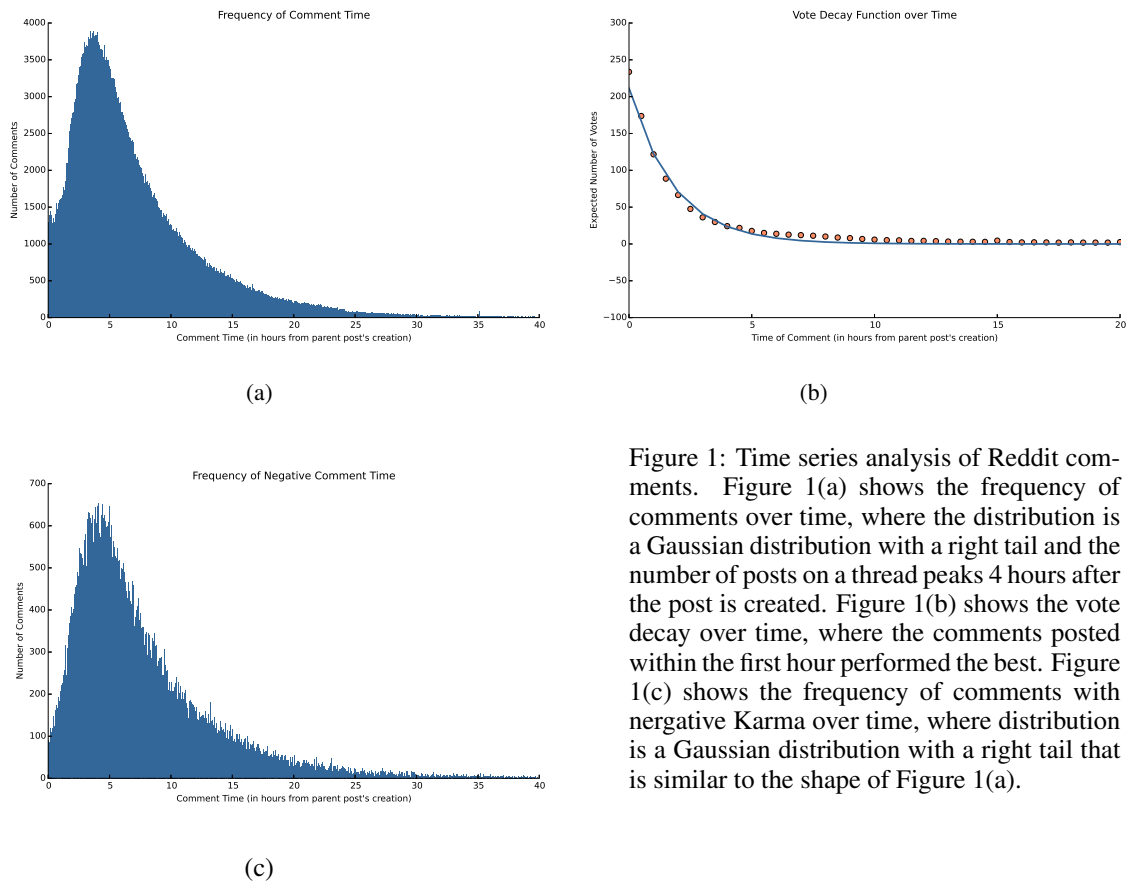 Frequency of Comment Time
4000
3500
3000
2500
2000
1500
1000
500
0
Number of Comments
0 5 10 15 20 25 30 35 40
Comment Time (in hours from parent post's creation)
(a)
Vote Decay Function over Time
300
250
200
150
100
50
0
−50
−100
Expected Number of Votes
0 5 10 15 20
Time of Comment (in hours from parent post's creation)
(b)
Frequency of Negative Comment Time
700
600
500
400
300
200
100
0
Number of Comments
0 5 10 15 20 25 30 35 40
Comment Time (in hours from parent post's creation)
(c)
Figure 1: Time series analysis of Reddit com-
ments. Figure 1(a) shows the frequency of
comments over time, where the distribution is
a Gaussian distribution with a right tail and the
number of posts on a thread peaks 4 hours after
the post is created. Figure 1(b) shows the vote
decay over time, where the comments posted
within the first hour performed the best. Figure
1(c) shows the frequency of comments with
nergative Karma over time, where distribution
is a Gaussian distribution with a right tail that
is similar to the shape of Figure 1(a).